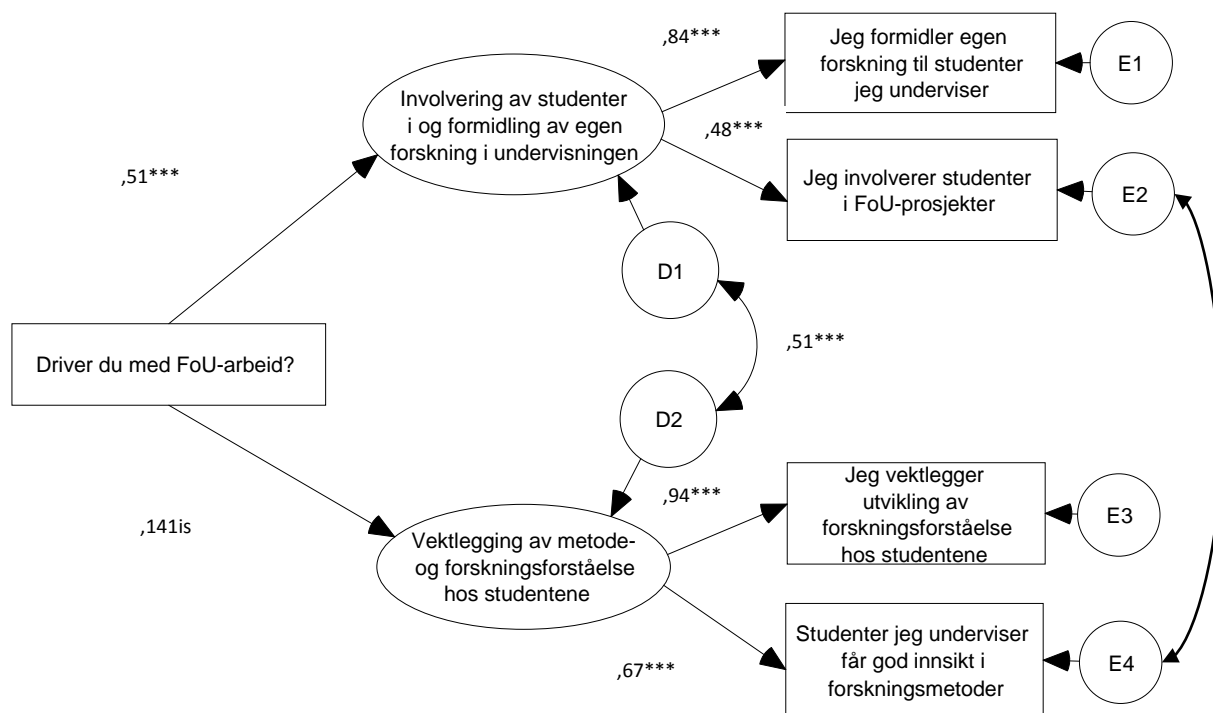 ,84***
Jeg formidler egen
forskning til studenter
jeg underviser
E1
Involvering av studenter
i og formidling av egen
forskning i undervisningen
,48***
,51***
Jeg involverer studenter
i FoU-prosjekter
E2
D1
,51***
Driver du med FoU-arbeid?
D2
,94***
Jeg vektlegger
utvikling av
forskningsforståelse
hos studentene
E3
,141is
Vektlegging av metode-
og forskningsforståelse
hos studentene
,67***
Studenter jeg underviser
får god innsikt i
forskningsmetoder
E4